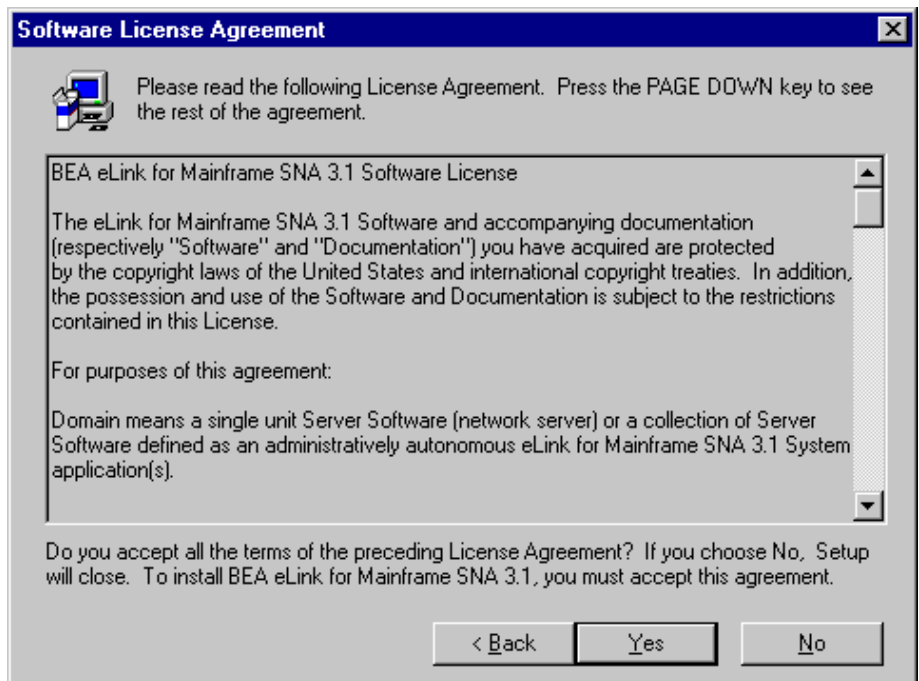 Software License Agreement
Please read the following License Agreement. Press the PAGE DOWN key to see
the rest of the agreement.
BEA eLink for Mainframe SNA 3.1 Software License
The eLink for Mainframe SNA 3.1 Software and accompanying documentation
(respectively "Software" and "Documentation") you have acquired are protected
by the copyright laws of the United States and international copyright treaties. In addition,
the possession and use of the Software and Documentation is subject to the restrictions
contained in this License.
For purposes of this agreement:
Domain means a single unit Server Software (network server) or a collection of Server
Software defined as an administratively autonomous eLink for Mainframe SNA 3.1 System
application(s).
Do you accept all the terms of the preceding License Agreement? If you choose No, Setup
will close. To install BEA eLink for Mainframe SNA 3.1, you must accept this agreement.
< Back
Yes
No